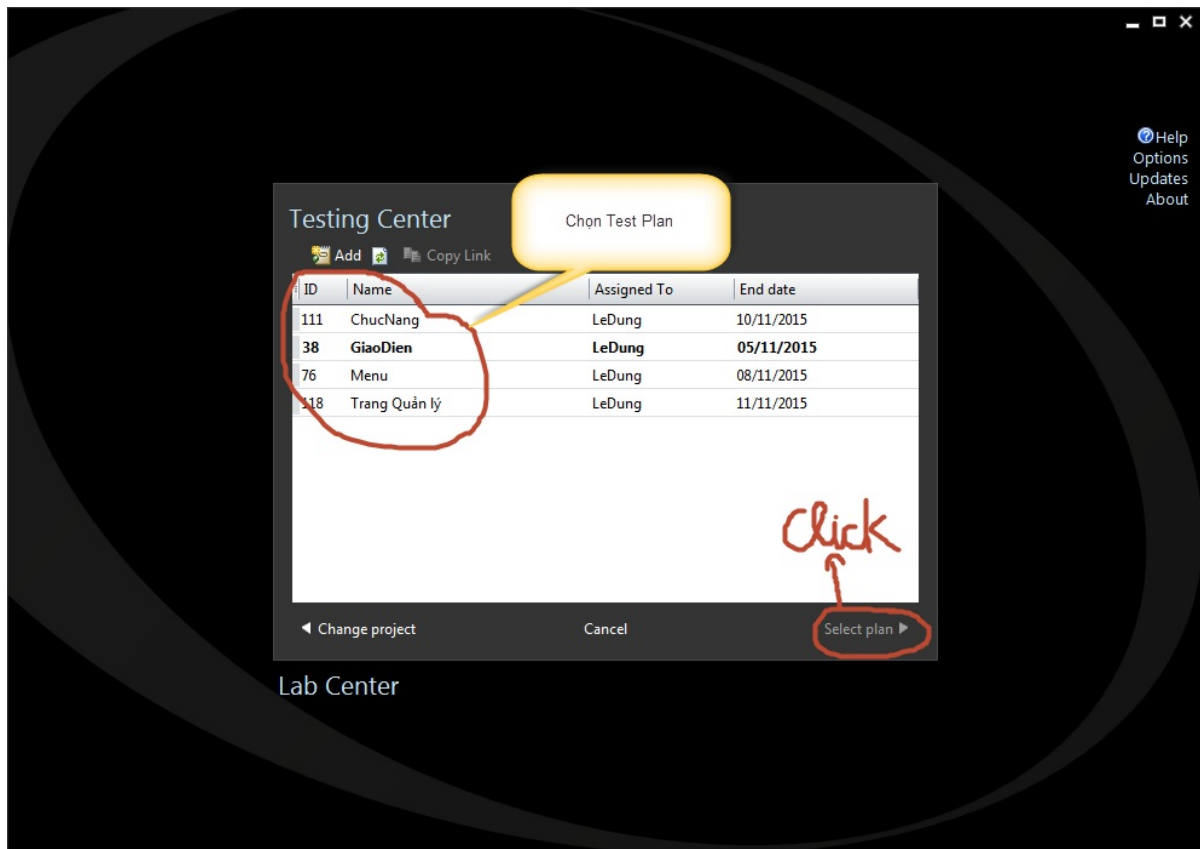 Help
Options
Updates
About
Testing Center
Chọn Test Plan
Add Copy Link
ID Name Assigned To End date
111 ChucNang LeDung 10/11/2015
38 GiaoDien LeDung 05/11/2015
76 Menu LeDung 08/11/2015
118 Trang Quản lý LeDung 11/11/2015
Click
Change project Cancel Select plan
Lab Center